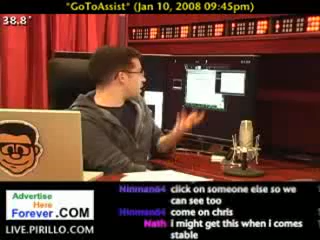 *GoToAssist* (Jan 10, 2008 09:45pm)
38.8°
Ninman64 click on someone else so we
can see too
Ninman64 come on chris
Nath i might get this when i comes
stable
Advertise
Here
Forever.COM
LIVE.PIRILLO.COM